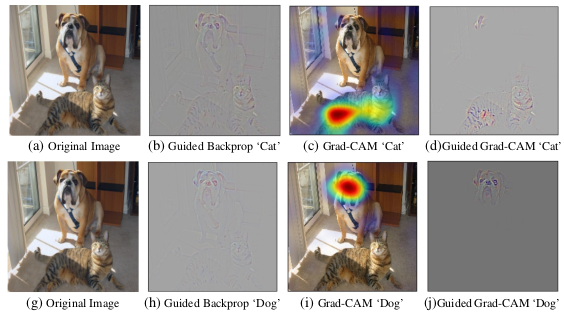 (a) Original Image (b) Guided Backprop ‘Cat’ (c) Grad-CAM ‘Cat’ (d)Guided Grad-CAM ‘Cat’
(g) Original Image (h) Guided Backprop ‘Dog’ (i) Grad-CAM ‘Dog’ (j)Guided Grad-CAM ‘Dog’